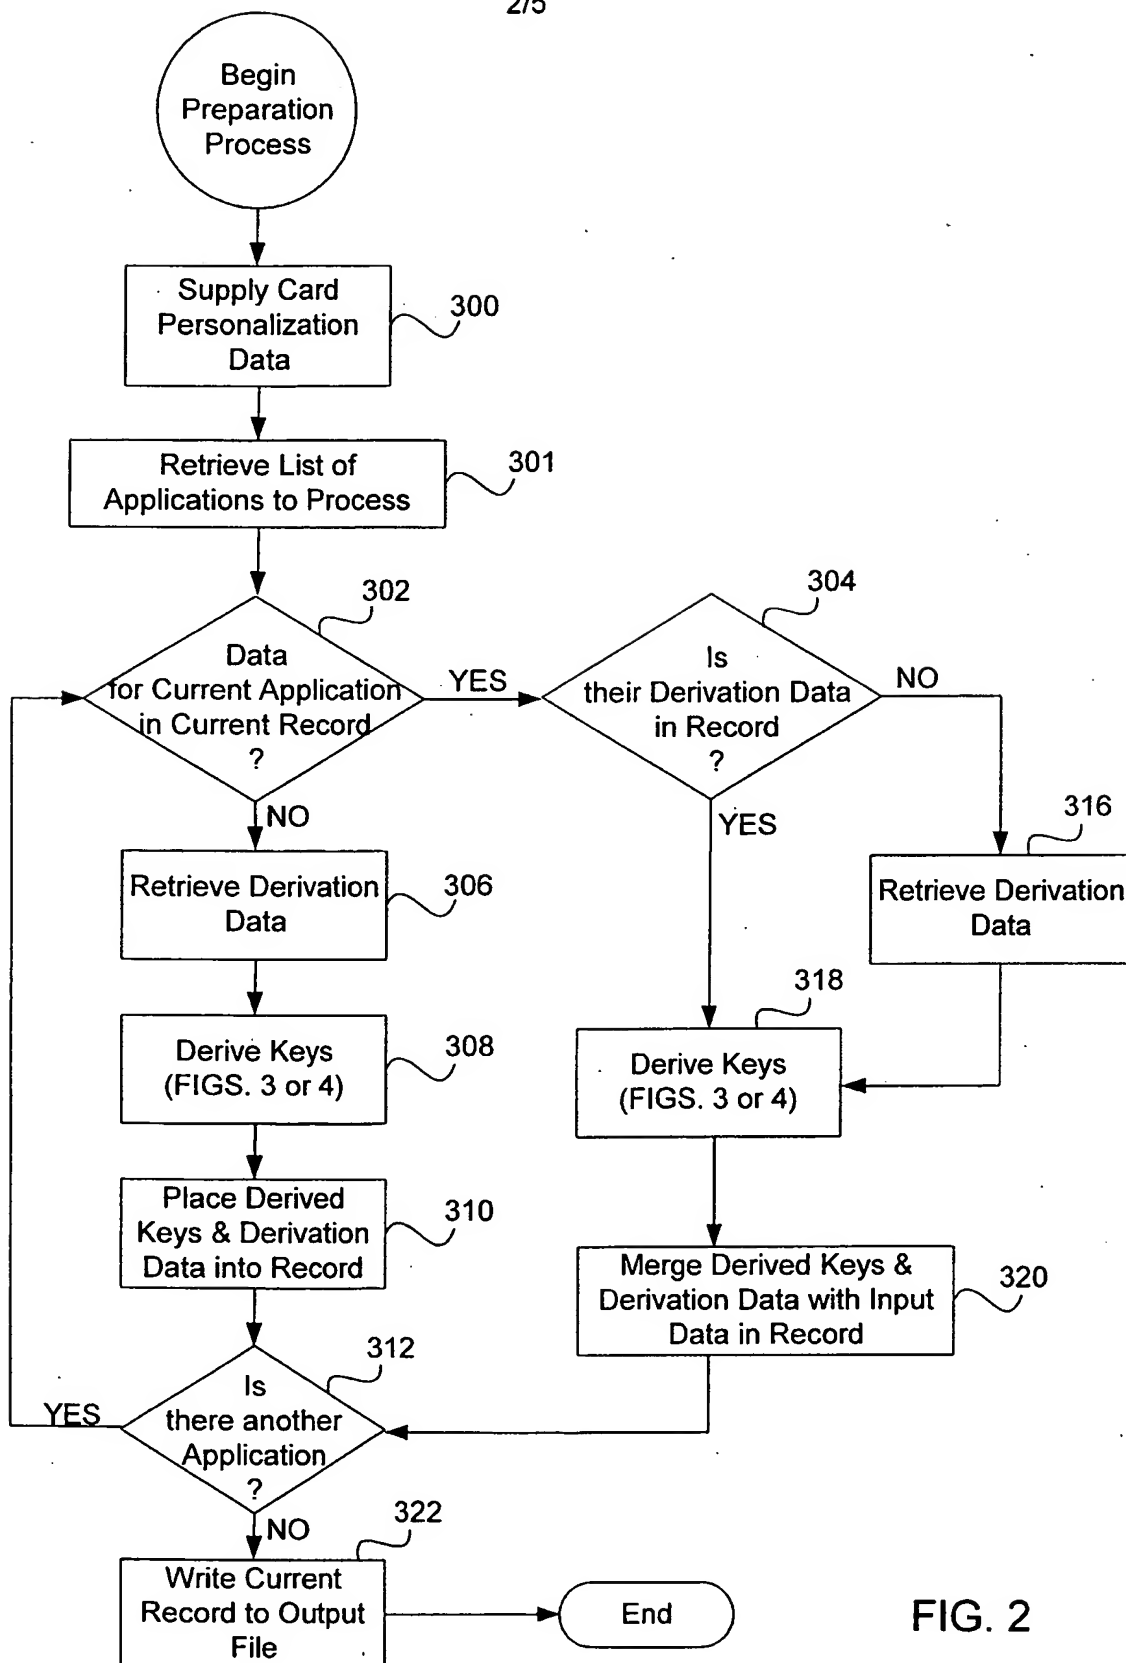 2/5
Begin
Preparation
Process
Supply Card
Personalization
Data
300
Retrieve List of
Applications to Process
301
302
Data
for Current Application
in Current Record
?
YES
NO
304
Is
their Derivation Data
in Record
?
NO
YES
Retrieve Derivation
Data
306
316
Retrieve Derivation
Data
Derive Keys
(FIGS. 3 or 4)
308
318
Derive Keys
(FIGS. 3 or 4)
Place Derived
Keys & Derivation
Data into Record
310
Merge Derived Keys &
Derivation Data with Input
Data in Record
320
312
Is
there another
Application
?
YES
NO
322
Write Current
Record to Output
File
End
FIG. 2